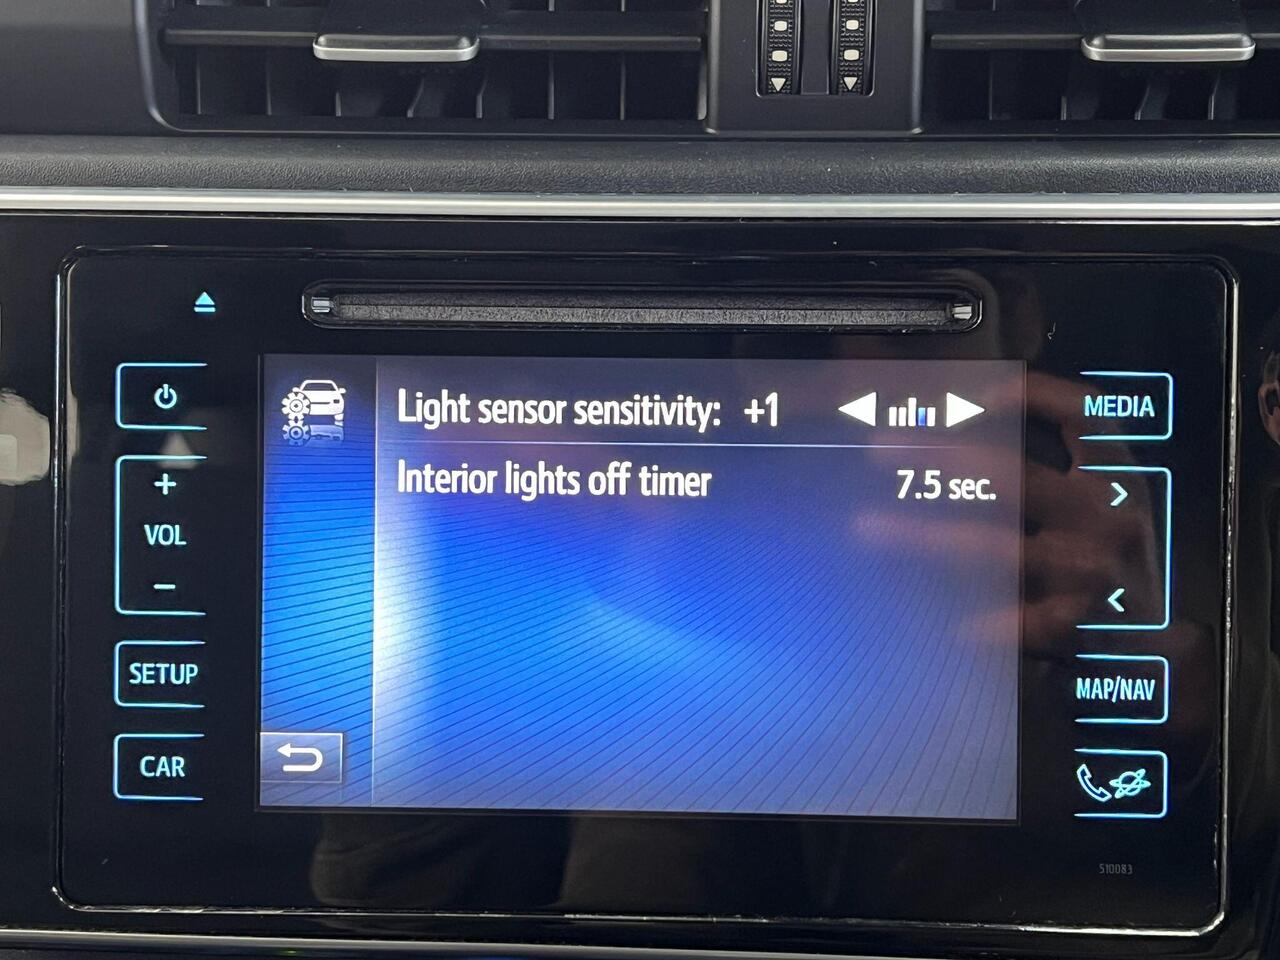 Light sensor sensitivity: +1
Interior lights off timer 7.5 sec.
+
VOL
−
SETUP
CAR
MEDIA
>
<
MAP/NAV
510083